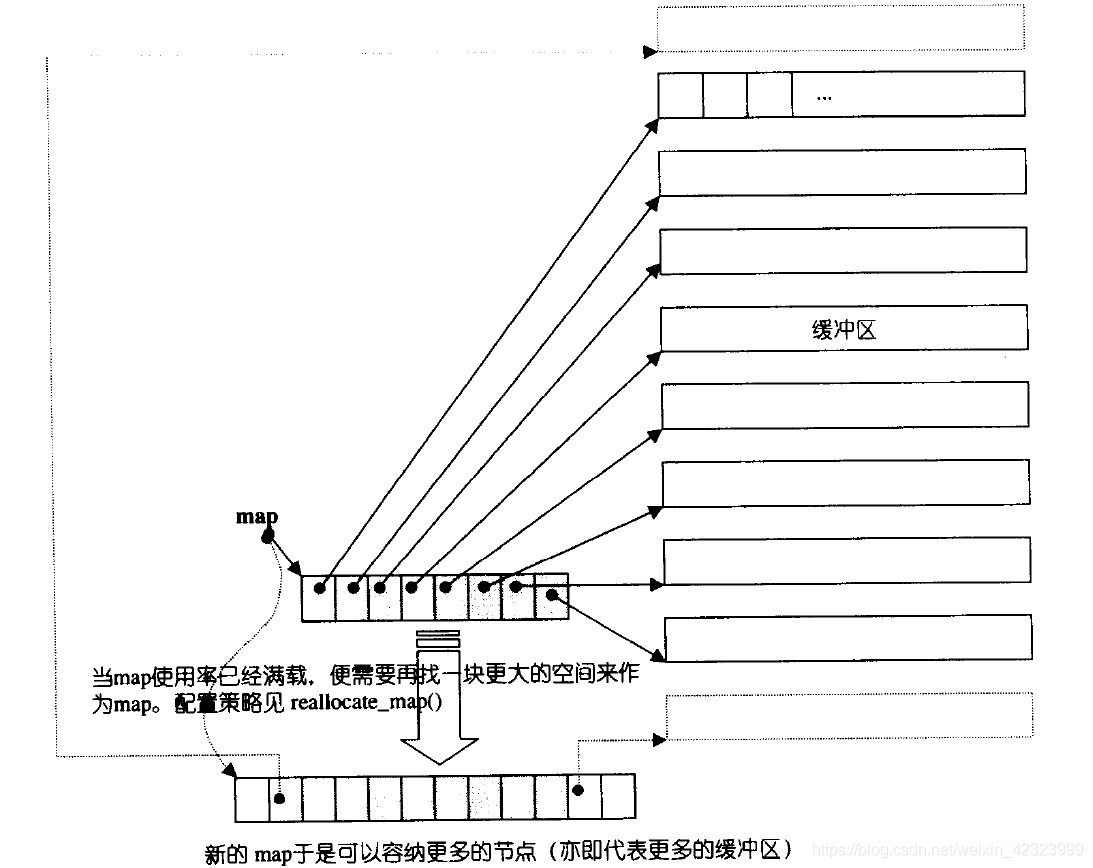 ...
缓冲区
map
当map使用率已经满载，便需要再找一块更大的空间来作
为map。配置策略见 reallocate_map()
新的 map于是可以容纳更多的节点（亦即代表更多的缓冲区）
https://blog.csdn.net/weixin_42323999